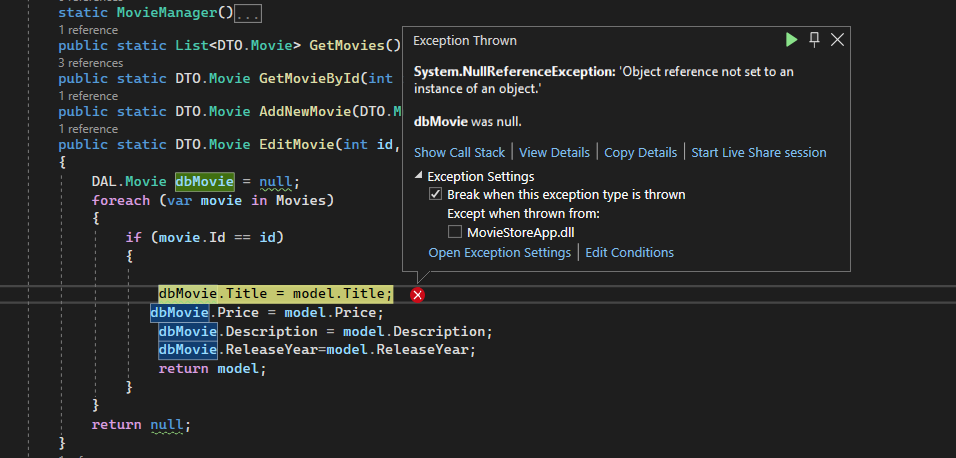 static MovieManager()...
1 reference
public static List<DTO.Movie> GetMovies()
3 references
public static DTO.Movie GetMovieById(int
1 reference
public static DTO.Movie AddNewMovie(DTO.M
1 reference
public static DTO.Movie EditMovie(int id,
{
DAL.Movie dbMovie = null;
foreach (var movie in Movies)
{
if (movie.Id == id)
{
dbMovie.Title = model.Title;
dbMovie.Price = model.Price;
dbMovie.Description = model.Description;
dbMovie.ReleaseYear=model.ReleaseYear;
return model;
}
}
return null;
}
Exception Thrown
System.NullReferenceException: 'Object reference not set to an
instance of an object.'
dbMovie was null.
Show Call Stack | View Details | Copy Details | Start Live Share session
Exception Settings
Break when this exception type is thrown
Except when thrown from:
MovieStoreApp.dll
Open Exception Settings | Edit Conditions